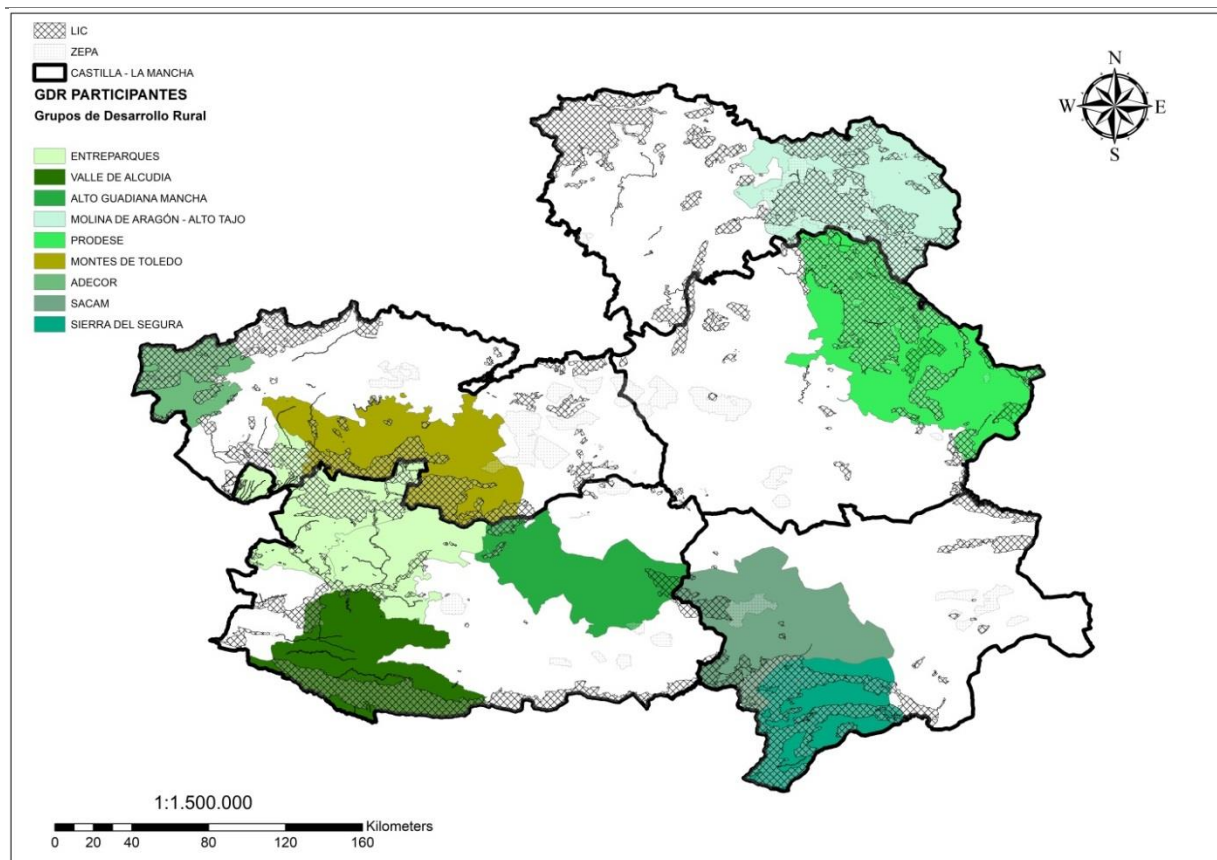 LIC
ZEPA
CASTILLA - LA MANCHA
GDR PARTICIPANTES
Grupos de Desarrollo Rural
ENTREPARQUES
VALLE DE ALCUDIA
ALTO GUADIANA MANCHA
MOLINA DE ARAGÓN - ALTO TAJO
PRODESE
MONTES DE TOLEDO
ADECOR
SACAM
SIERRA DEL SEGURA
N
W E
S
1:1.500.000
Kilometers
0 20 40 80 120 160